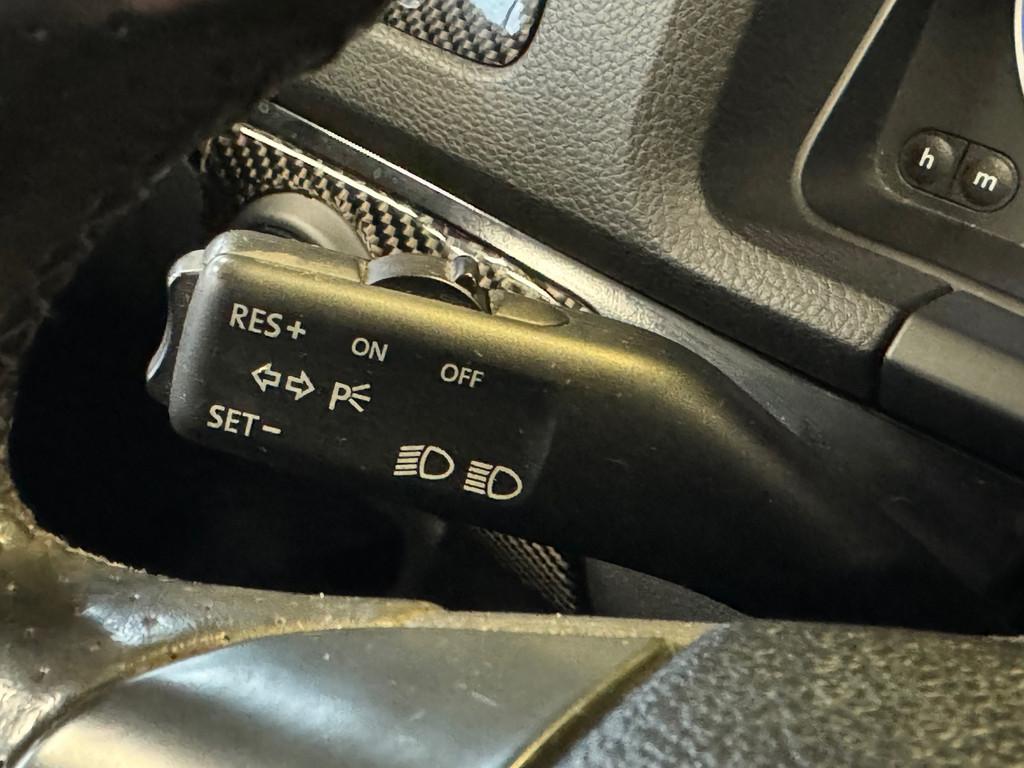 h m
RES+ ON OFF
P
SET−